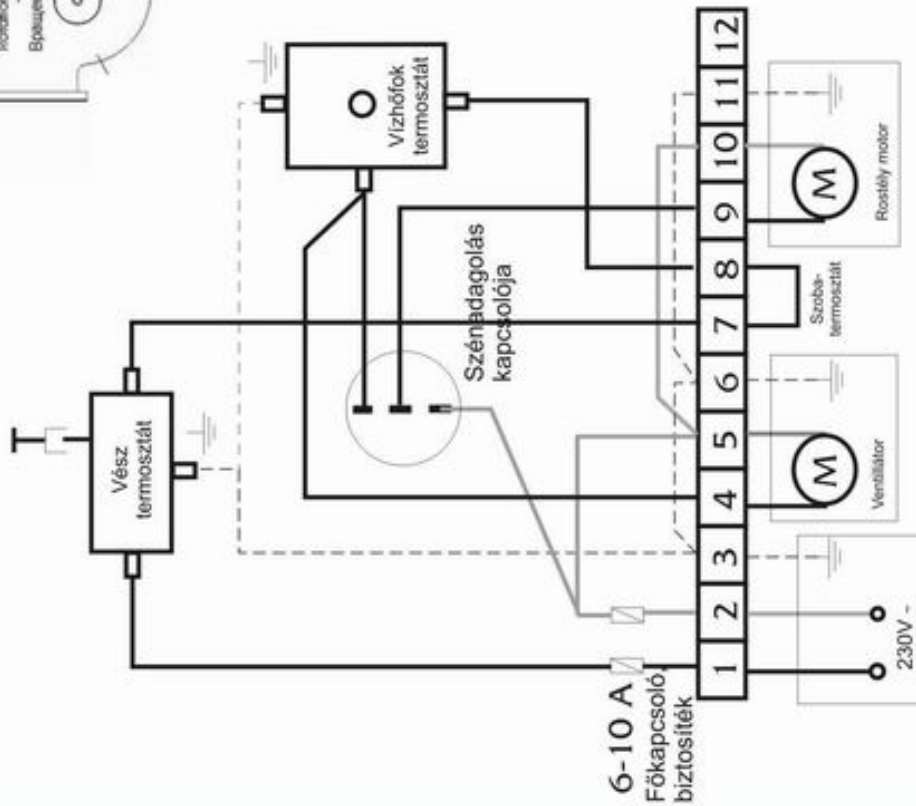 Вращен
Vész
termosztát
Vízhőfok
termosztát
Szénadagolás
kapcsolója
6-10 A
Főkapcsoló,
biztosíték
1
2
3
4
5
6
7
8
9
10
11
12
230V ~
M
Ventillátor
Szoba-
termosztát
M
Rostély motor